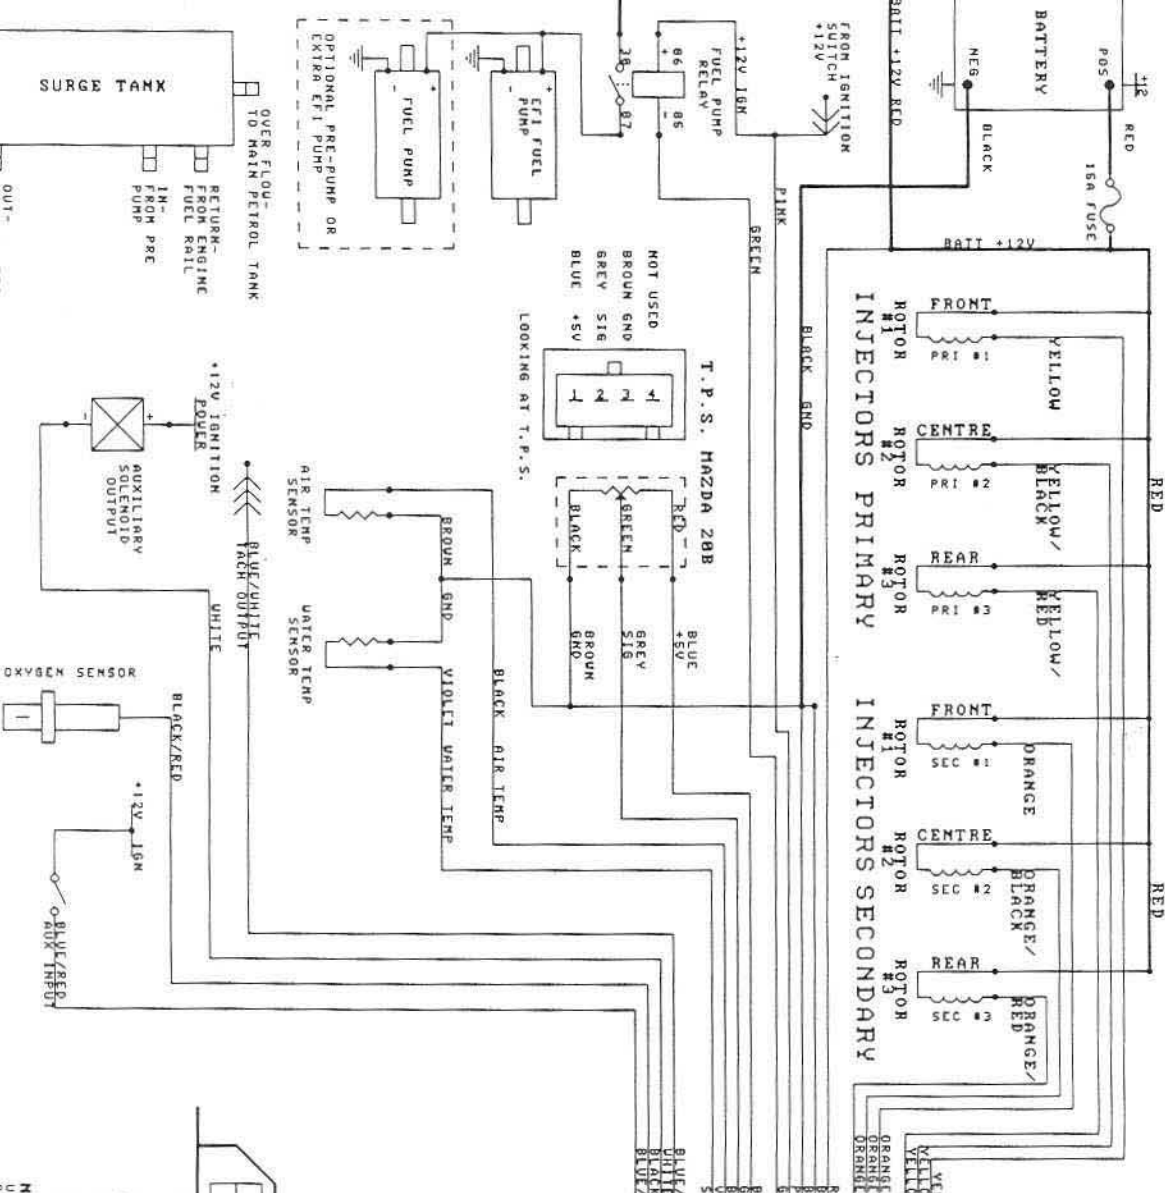 SURGE TANK
OVER FLOW-
TO MAIN PETROL TANK
RETURN-
FROM ENGINE
FUEL RAIL
IN-
FROM PRE
PUMP
OUT-
OPTIONAL PRE-PUMP OR
EXTRA EFI PUMP
- +
FUEL PUMP
- +
EFI FUEL
PUMP
30
87
86
+
85
-
FUEL PUMP
RELAY
+12V IGN
FROM IGNITION
SWITCH
+12V
BATT +12V RED
BATTERY
NEG
POS
+12
BLACK
RED
15A FUSE
BATT +12V
PINK
GREEN
BLACK GND
NOT USED
BROWN GND
GREY SIG
BLUE +5V
1 2 3 4
LOOKING AT T.P.S.
T.P.S. MAZDA 20B
BLACK
GREEN
RED
BROWN
GND
GREY
SIG
BLUE
+5V
INJECTORS PRIMARY
FRONT
ROTOR
#1
PRI #1
YELLOW
CENTRE
ROTOR
#2
PRI #2
YELLOW/
BLACK
REAR
ROTOR
#3
PRI #3
YELLOW/
RED
RED
INJECTORS SECONDARY
FRONT
ROTOR
#1
SEC #1
ORANGE
CENTRE
ROTOR
#2
SEC #2
ORANGE/
BLACK
REAR
ROTOR
#3
SEC #3
ORANGE/
RED
RED
+12V IGNITION
POWER
- +
AUXILIARY
SOLENOID
OUTPUT
WHITE
BLUE/WHITE
TACH OUTPUT
AIR TEMP
SENSOR
BROWN
GND
WATER TEMP
SENSOR
VIOLET WATER TEMP
BLACK AIR TEMP
OXYGEN SENSOR
BLACK/RED
+12V IGN
BLUE/RED
AUX INPUT
BLUE/
BLACK
WHITE
BLUE/
ORANGE
ORANGE
ORANGE